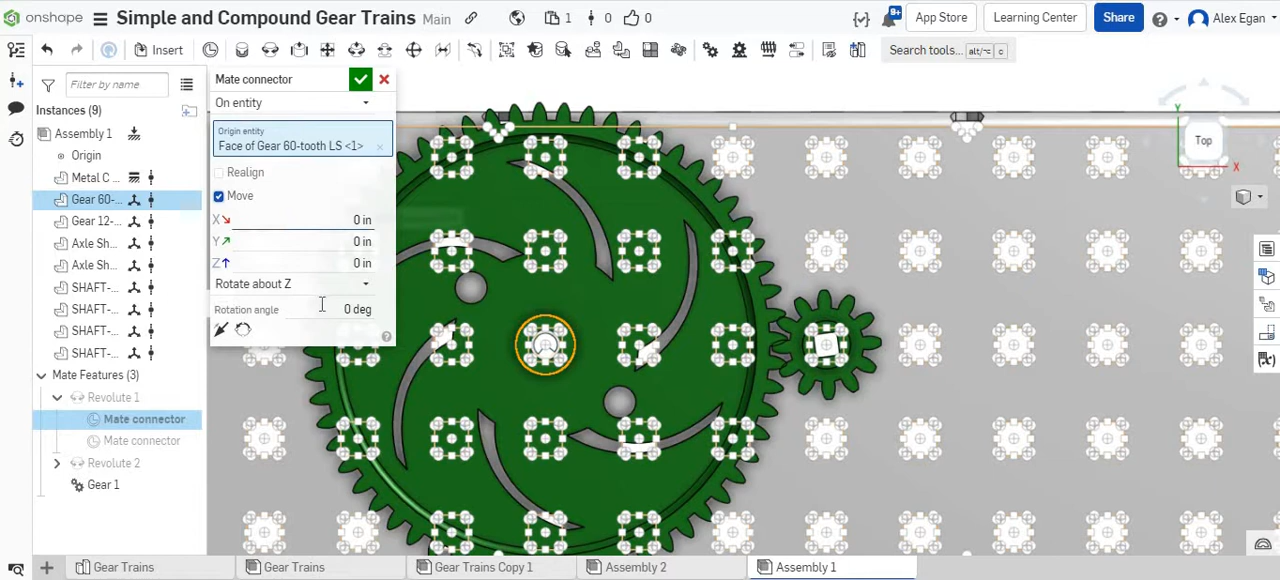 onshape Simple and Compound Gear Trains Main 1 0 0 9+ App Store Learning Center Share Alex Egan
Insert Search tools... alt/⌥ c
Filter by name
Instances (9)
Assembly 1
Origin
Metal C ...
Gear 60-...
Gear 12-...
Axle Sh...
Axle Sh...
SHAFT-...
SHAFT-...
SHAFT-...
SHAFT-...
Mate Features (3)
Revolute 1
Mate connector
Mate connector
Revolute 2
Gear 1
Mate connector
On entity
Origin entity
Face of Gear 60-tooth LS <1>
Realign
Move
X 0 in
Y 0 in
Z 0 in
Rotate about Z
Rotation angle 0 deg
Y
Top
X
Gear Trains Gear Trains Gear Trains Copy 1 Assembly 2 Assembly 1